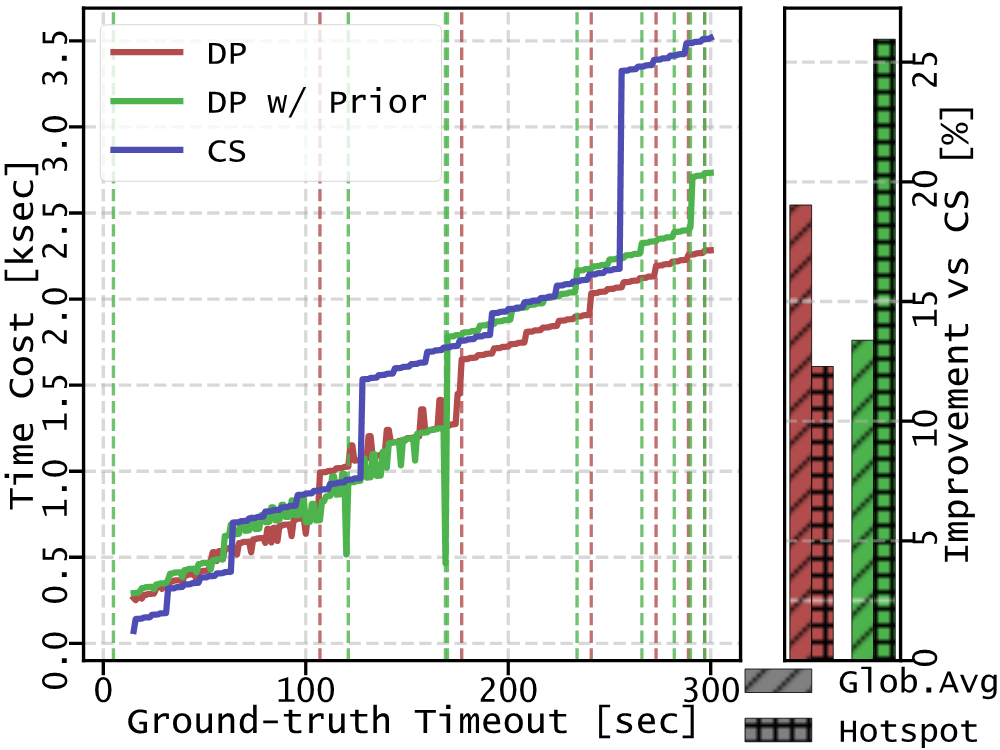 DP
DP w/ Prior
CS
Time Cost [ksec]
3.5
3.0
2.5
2.0
1.5
1.0
0.5
0.0
0
100
200
300
Ground-truth Timeout [sec]
25
20
15
10
5
0
Improvement vs CS [%]
Glob.Avg
Hotspot